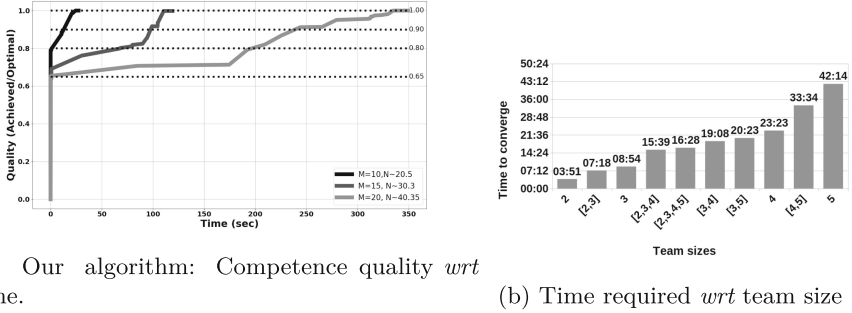 Quality (Achieved/Optimal)
1.0
0.8
0.6
0.4
0.2
0.0
1.00
0.90
0.80
0.65
M=10,N~20.5
M=15, N~30.3
M=20, N~40.35
0 50 100 150 200 250 300 350
Time (sec)
Our algorithm: Competence quality wrt
Time to converge
50:24
43:12
36:00
28:48
21:36
14:24
07:12
00:00
03:51 07:18 08:54 15:39 16:28 19:08 20:23 23:23 33:34 42:14
2 [2,3] 3 [2,3,4] [2,3,4,5] [3,4] [3,5] 4 [4,5] 5
Team sizes
(b) Time required wrt team size